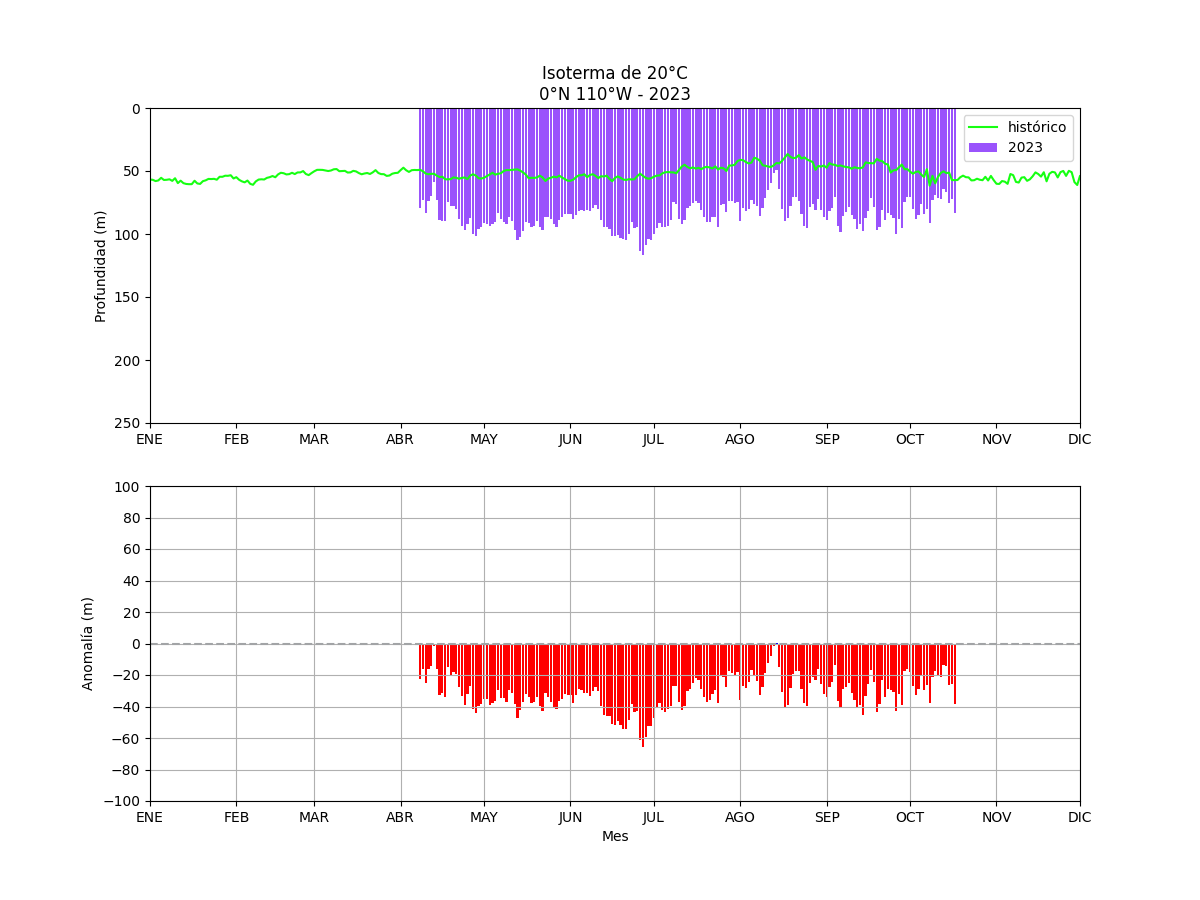 Isoterma de 20°C
0°N 110°W - 2023
Profundidad (m)
0
50
100
150
200
250
histórico
2023
ENE FEB MAR ABR MAY JUN JUL AGO SEP OCT NOV DIC
Anomalía (m)
100
80
60
40
20
0
−20
−40
−60
−80
−100
ENE FEB MAR ABR MAY JUN JUL AGO SEP OCT NOV DIC
Mes